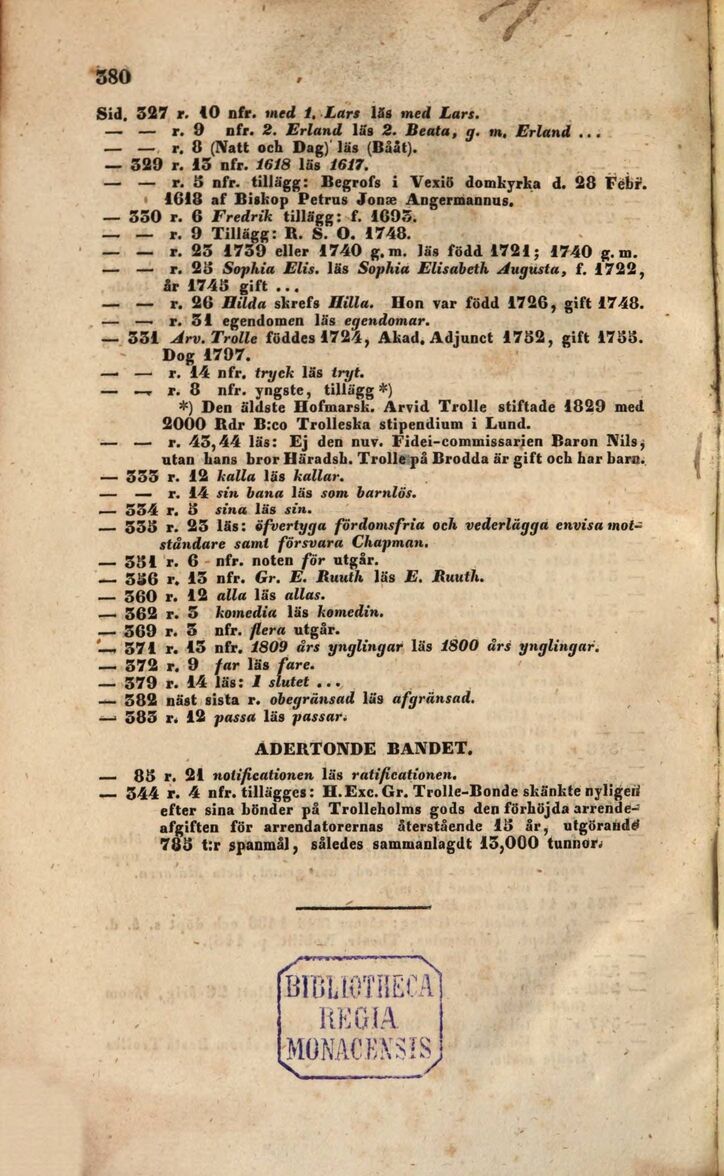 380
Sid. 327 r. 10 nfr. med 1. Lars läs med Lars.
— — r. 9 nfr. 2. Erland läs 2. Beata, g. m. Erland ...
— — r. 8 (Natt och Dag) läs (Bååt).
— 329 r. 13 nfr. 1618 läs 1617.
— — r. 5 nfr. tillägg: Begrofs i Vexiö domkyrka d. 28 Febr.
1618 af Biskop Petrus Jonæ Angermannus.
— 330 r. 6 Fredrik tillägg: f. 1693.
— — r. 9 Tillägg: R. S. O. 1748.
— — r. 23 1739 eller 1740 g. m. läs född 1721; 1740 g. m.
— — r. 25 Sophia Elis. läs Sophia Elisabeth Augusta, f. 1722,
år 1745 gift ...
— — r. 26 Hilda skrefs Hilla. Hon var född 1726, gift 1748.
— — r. 31 egendomen läs egendomar.
— 331 Arv. Trolle föddes 1724, Akad. Adjunct 1752, gift 1755.
Dog 1797.
— — r. 14 nfr. tryck läs tryt.
— — r. 8 nfr. yngste, tillägg *)
*) Den äldste Hofmarsk. Arvid Trolle stiftade 1829 med
2000 Rdr B:co Trolleska stipendium i Lund.
— — r. 43,44 läs: Ej den nuv. Fidei-commissarien Baron Nils,
utan hans bror Häradsh. Trolle på Brodda är gift och har barn.
— 333 r. 12 kalla läs kallar.
— — r. 14 sin bana läs som barnlös.
— 334 r. 5 sina läs sin.
— 335 r. 23 läs: öfvertyga fördomsfria och vederlägga envisa mot-
ståndare samt försvara Chapman.
— 351 r. 6 nfr. noten för utgår.
— 356 r. 13 nfr. Gr. E. Ruuth läs E. Ruuth.
— 360 r. 12 alla läs allas.
— 362 r. 3 komedia läs komedin.
— 369 r. 3 nfr. flera utgår.
— 371 r. 13 nfr. 1809 års ynglingar läs 1800 års ynglingar.
— 372 r. 9 far läs fare.
— 379 r. 14 läs: I slutet ...
— 382 näst sista r. obegränsad läs afgränsad.
— 383 r. 12 passa läs passar.
ADERTONDE BANDET.
— 85 r. 21 notificationen läs ratificationen.
— 344 r. 4 nfr. tillägges: H. Exc. Gr. Trolle-Bonde skänkte nyligen
efter sina bönder på Trolleholms gods den förhöjda arrende-
afgiften för arrendatorernas återstående 15 år, utgörande
785 t:r spanmål, således sammanlagdt 13,000 tunnor.
BIBLIOTHECA
REGIA
MONACENSIS